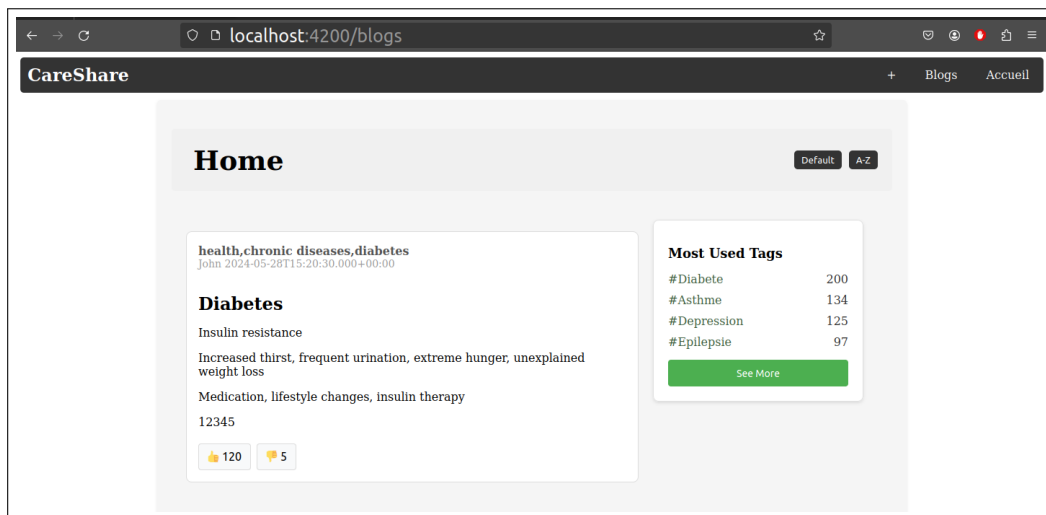 localhost:4200/blogs
CareShare
+ Blogs Accueil
Home
Default A-Z
health,chronic diseases,diabetes
John 2024-05-28T15:20:30.000+00:00
Diabetes
Insulin resistance
Increased thirst, frequent urination, extreme hunger, unexplained
weight loss
Medication, lifestyle changes, insulin therapy
12345
120 5
Most Used Tags
#Diabete 200
#Asthme 134
#Depression 125
#Epilepsie 97
See More